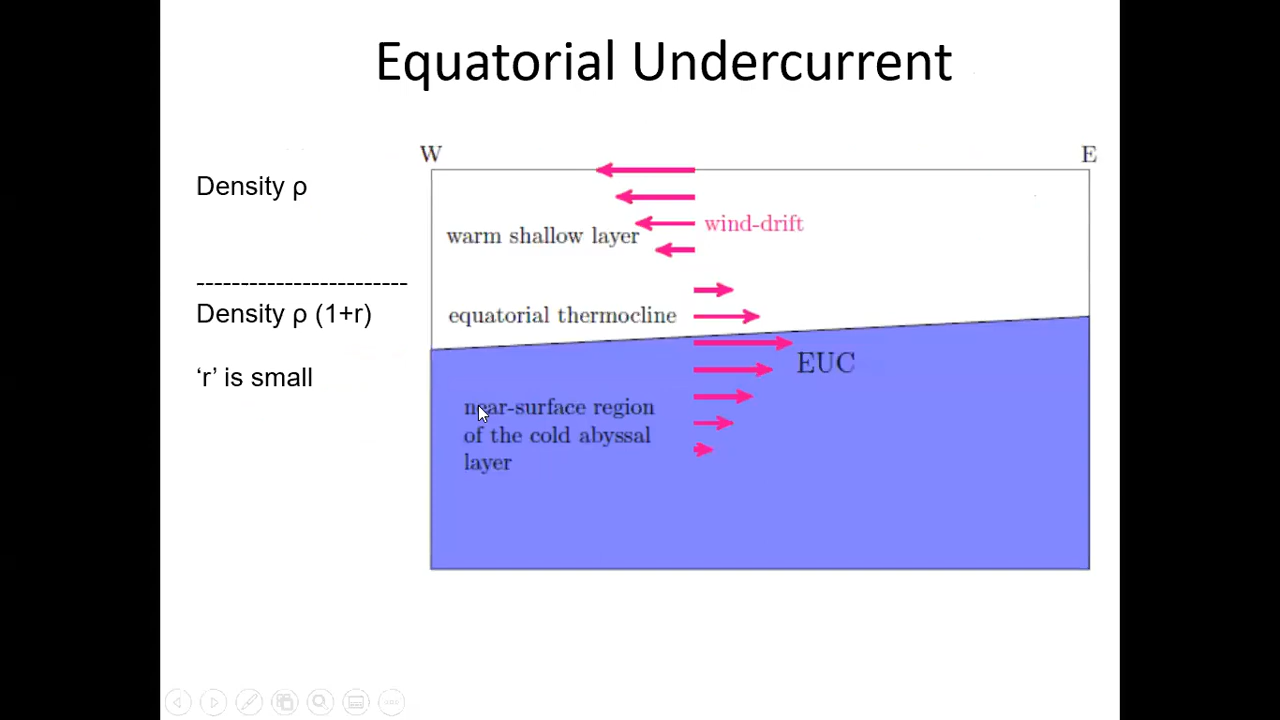 Equatorial Undercurrent
W
E
Density ρ
wind-drift
warm shallow layer
------------------------
Density ρ (1+r)
equatorial thermocline
EUC
‘r’ is small
near-surface region
of the cold abyssal
layer